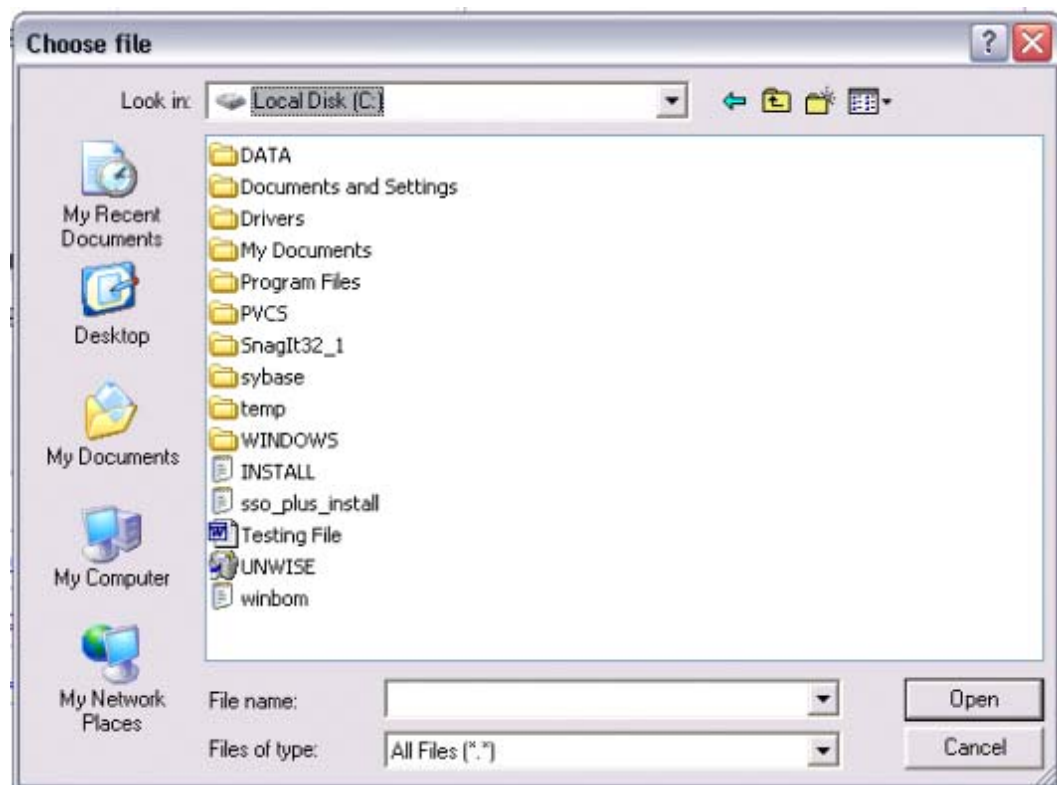 Choose file
Look in:
Local Disk (C:)
My Recent
Documents
Desktop
My Documents
My Computer
My Network
Places
DATA
Documents and Settings
Drivers
My Documents
Program Files
PVCS
SnagIt32_1
sybase
temp
WINDOWS
INSTALL
sso_plus_install
Testing File
UNWISE
winbom
File name:
Open
Files of type:
All Files (*.*)
Cancel